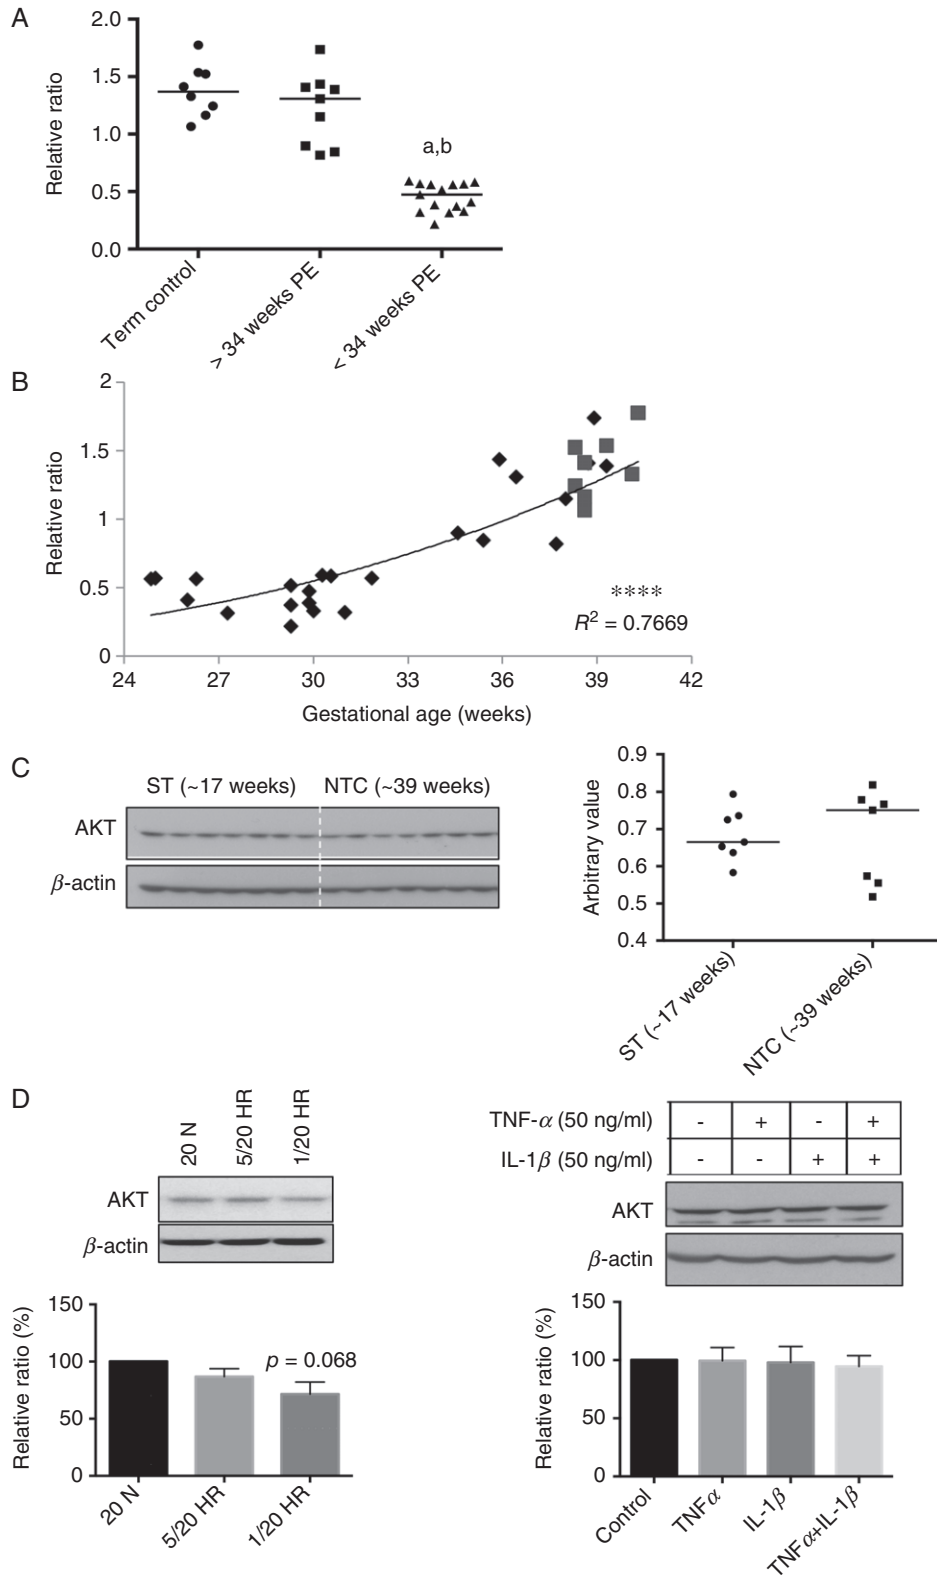 A
2.0
1.5
1.0
0.5
0.0
Relative ratio
a,b
Term control
> 34 weeks PE
< 34 weeks PE
B
2
1.5
1
0.5
0
Relative ratio
24 27 30 33 36 39 42
Gestational age (weeks)
****
R² = 0.7669
C
ST (~17 weeks) NTC (~39 weeks)
AKT
β-actin
0.9
0.8
0.7
0.6
0.5
0.4
Arbitrary value
ST (~17 weeks)
NTC (~39 weeks)
D
20 N
5/20 HR
1/20 HR
AKT
β-actin
150
100
50
0
Relative ratio (%)
p = 0.068
20 N
5/20 HR
1/20 HR
TNF-α (50 ng/ml) - + - +
IL-1β (50 ng/ml) - - + +
AKT
β-actin
150
100
50
0
Relative ratio (%)
Control
TNFα
IL-1β
TNFα+IL-1β